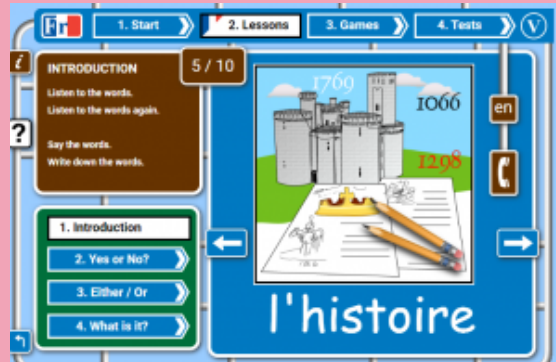 Fr
1. Start
2. Lessons
3. Games
4. Tests
V
i
INTRODUCTION
Listen to the words.
Listen to the words again.
Say the words.
Write down the words.
5 / 10
?
1769
1066
1298
en
1. Introduction
2. Yes or No?
3. Either / Or
4. What is it?
l'histoire